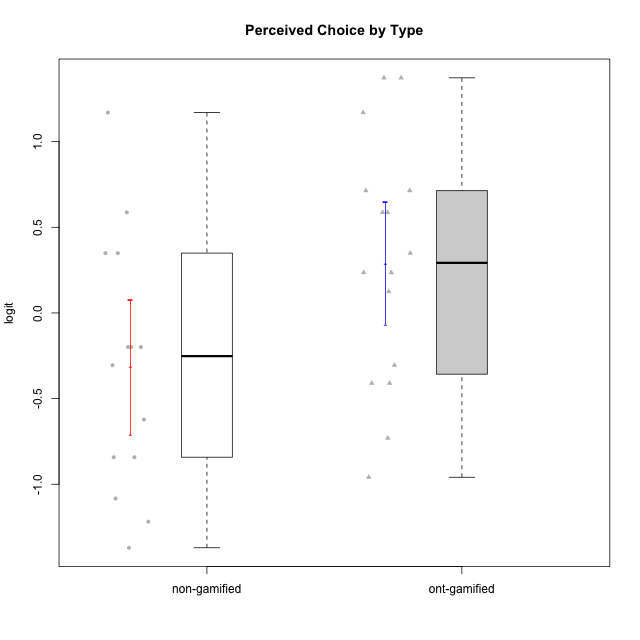 Perceived Choice by Type
logit
1.0
0.5
0.0
-0.5
-1.0
non-gamified
ont-gamified